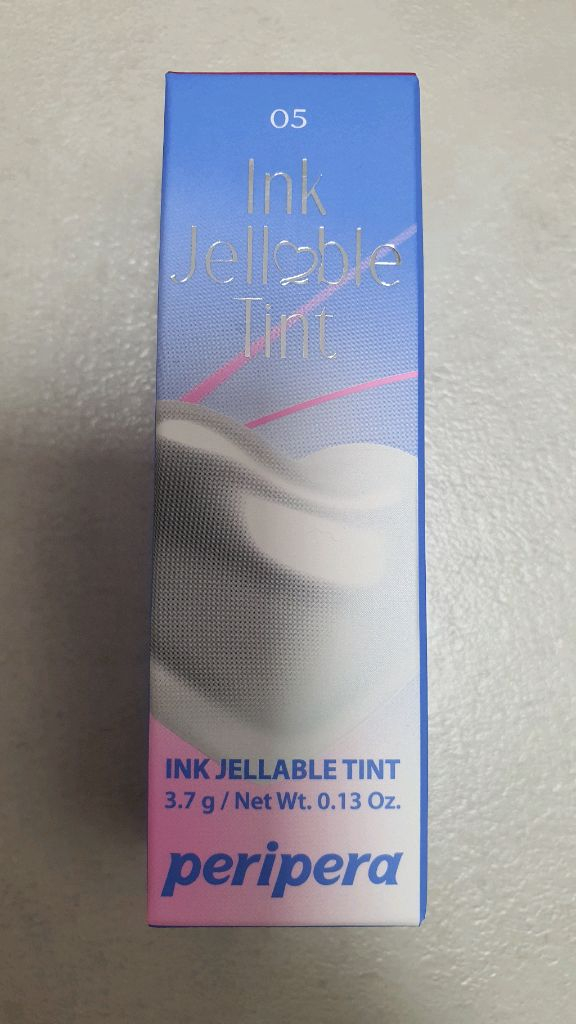 05
Ink
Jellable
Tint
INK JELLABLE TINT
3.7 g / Net Wt. 0.13 Oz.
peripera